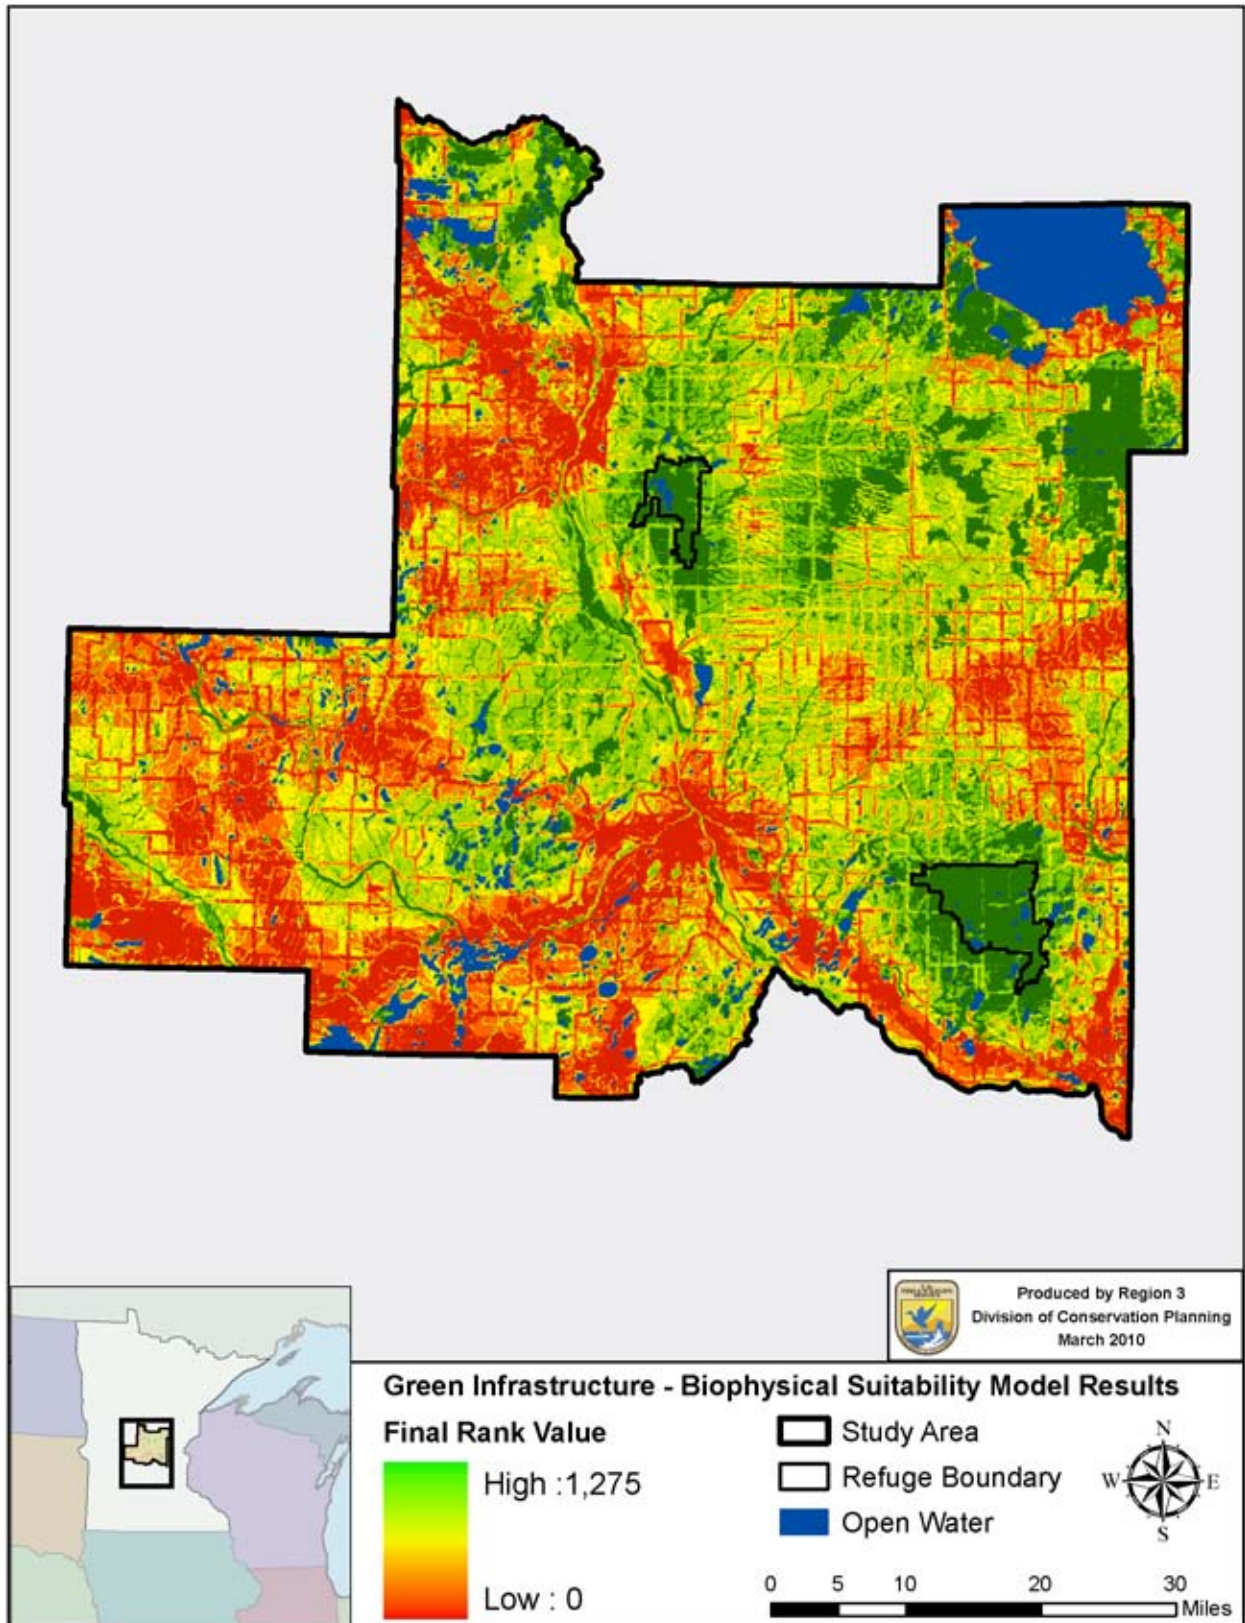 Produced by Region 3
Division of Conservation Planning
March 2010
Green Infrastructure - Biophysical Suitability Model Results
Final Rank Value
High :1,275
Low : 0
Study Area
Refuge Boundary
Open Water
N
W E
S
0 5 10 20 30
Miles